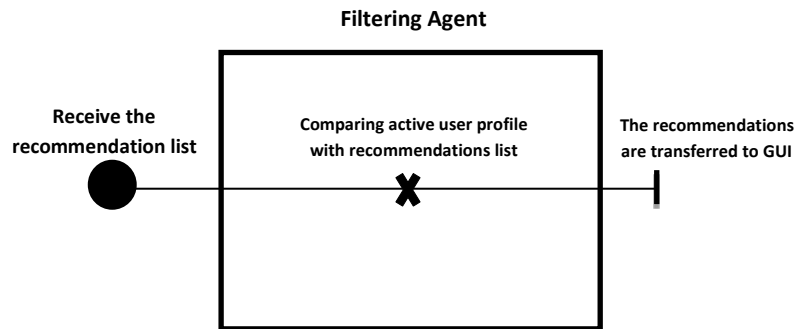 Filtering Agent
Receive the
recommendation list
Comparing active user profile
with recommendations list
The recommendations
are transferred to GUI